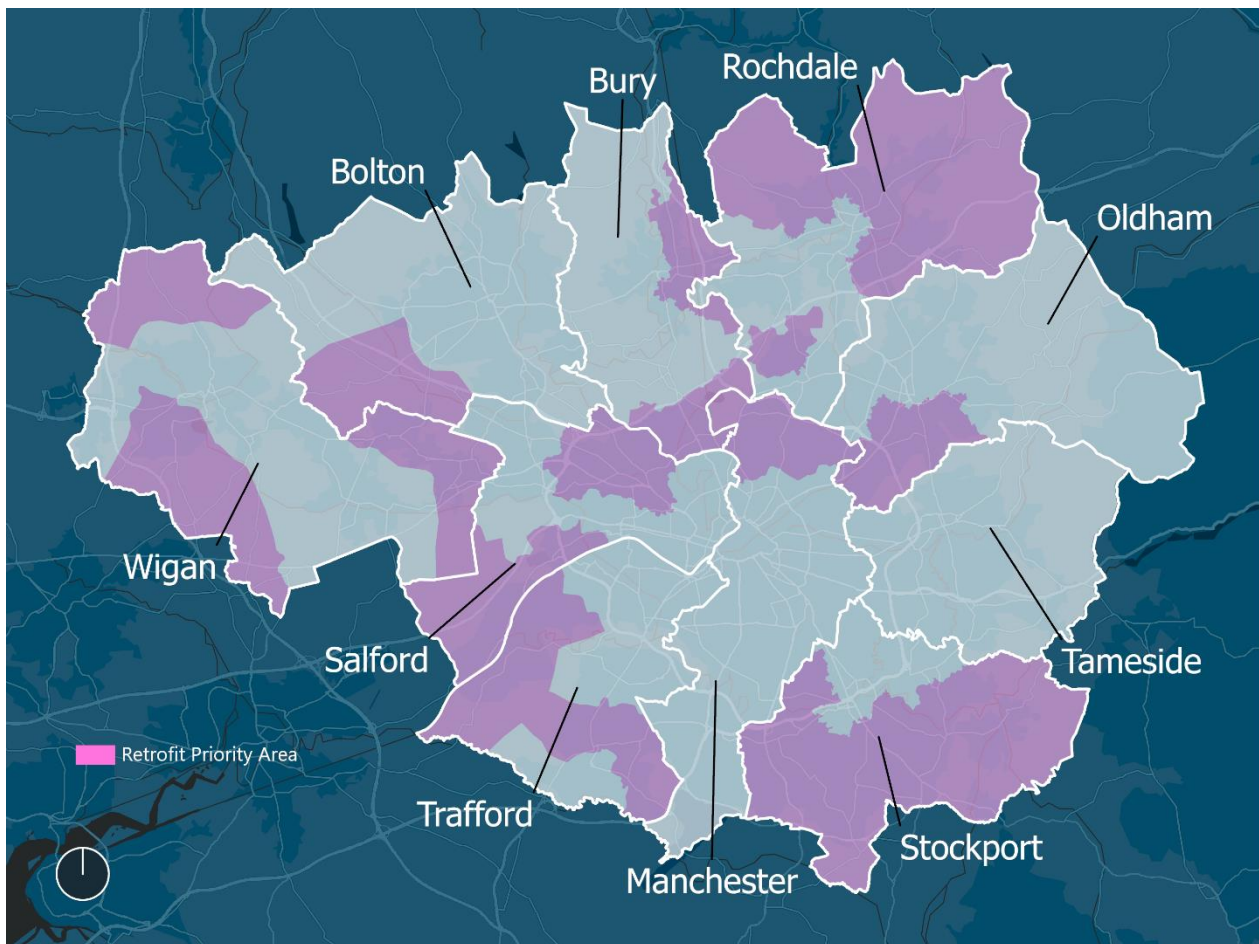 Rochdale
Bury
Bolton
Oldham
Wigan
Salford
Tameside
Retrofit Priority Area
Trafford
Stockport
Manchester